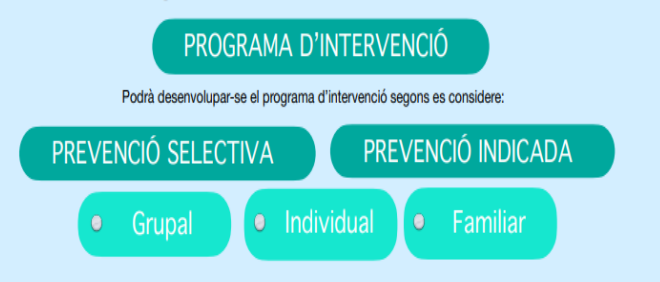 PROGRAMA D'INTERVENCIÓ
Podrà desenvolupar-se el programa d'intervenció segons es considere:
PREVENCIÓ SELECTIVA
PREVENCIÓ INDICADA
Grupal
Individual
Familiar